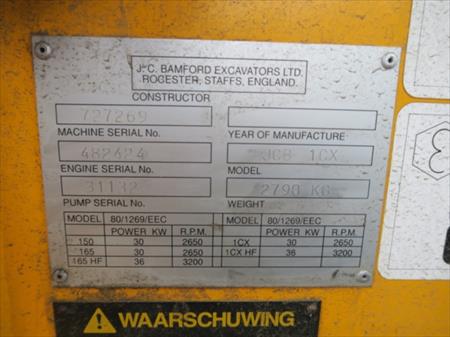 J.C. BAMFORD EXCAVATORS LTD.
ROCESTER, STAFFS, ENGLAND.
CONSTRUCTOR
727269
MACHINE SERIAL No.
YEAR OF MANUFACTURE
482424
JCB 1CX
ENGINE SERIAL No.
MODEL
31132
2790 KG
PUMP SERIAL No.
WEIGHT
MODEL 80/1269/EEC MODEL 80/1269/EEC
POWER KW R.P.M. POWER KW R.P.M.
150 30 2650 1CX 30 2650
165 30 2650 1CX HF 36 3200
165 HF 36 3200
WAARSCHUWING